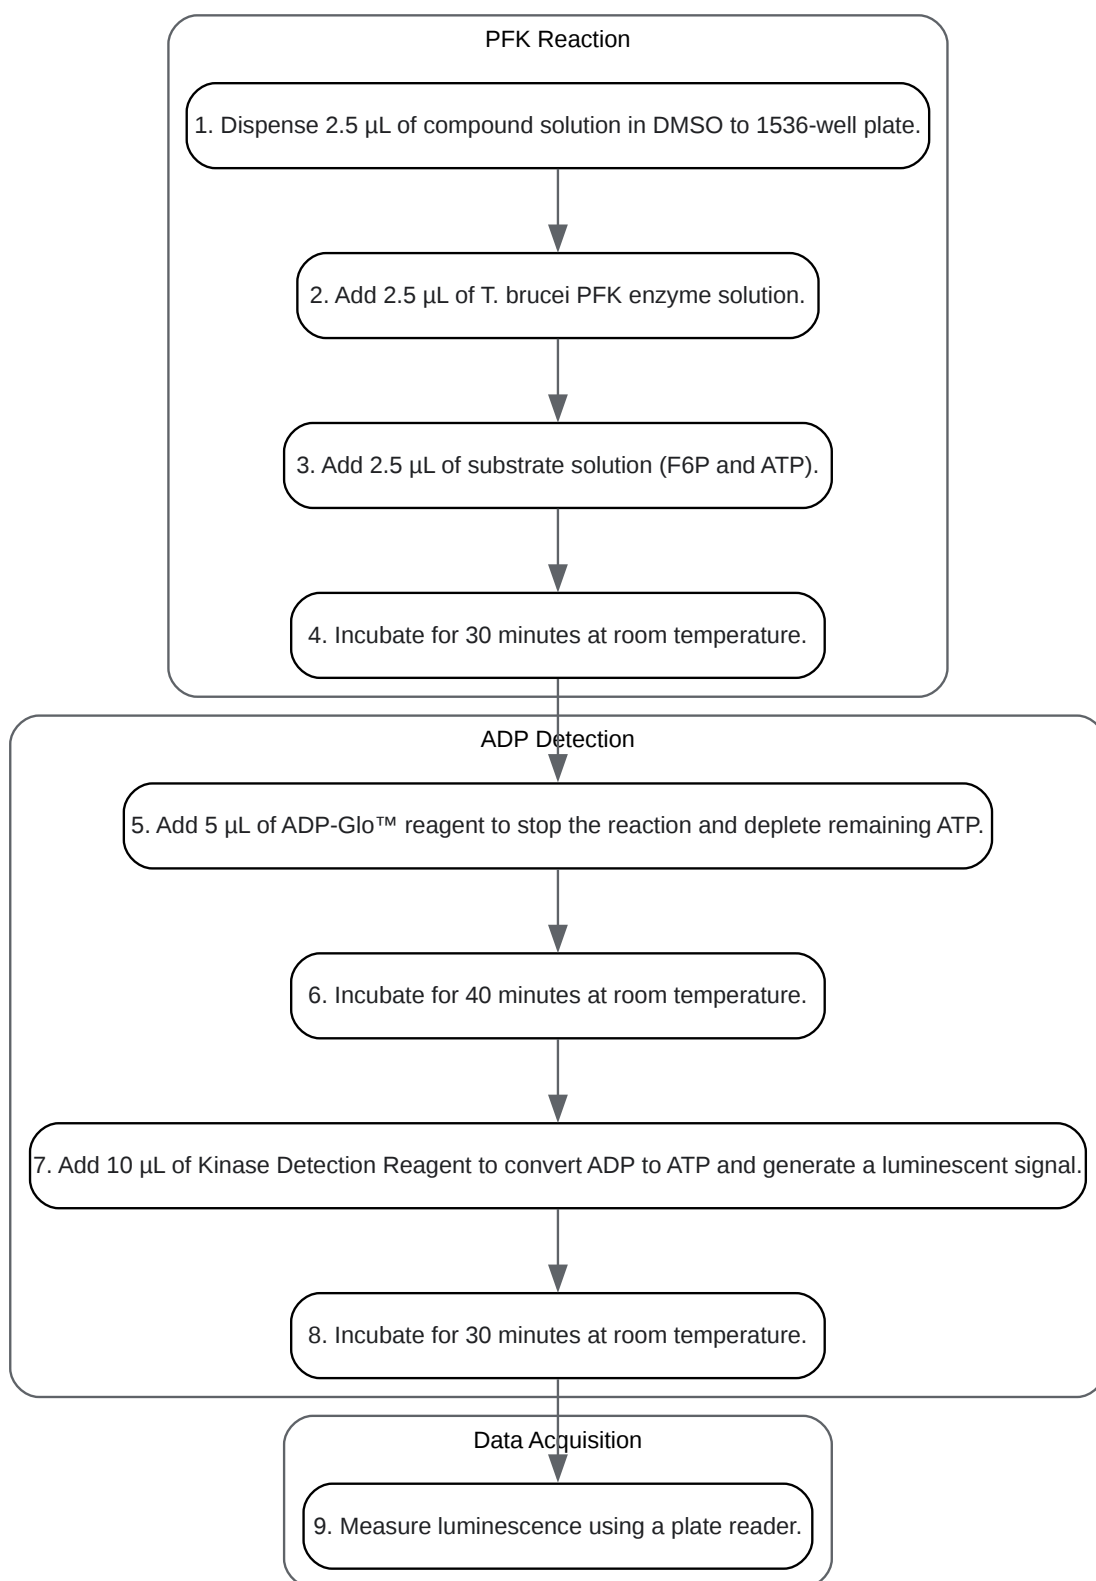 PFK Reaction
1. Dispense 2.5 µL of compound solution in DMSO to 1536-well plate.
2. Add 2.5 µL of T. brucei PFK enzyme solution.
3. Add 2.5 µL of substrate solution (F6P and ATP).
4. Incubate for 30 minutes at room temperature.
ADP Detection
5. Add 5 µL of ADP-Glo™ reagent to stop the reaction and deplete remaining ATP.
6. Incubate for 40 minutes at room temperature.
7. Add 10 µL of Kinase Detection Reagent to convert ADP to ATP and generate a luminescent signal.
8. Incubate for 30 minutes at room temperature.
Data Acquisition
9. Measure luminescence using a plate reader.